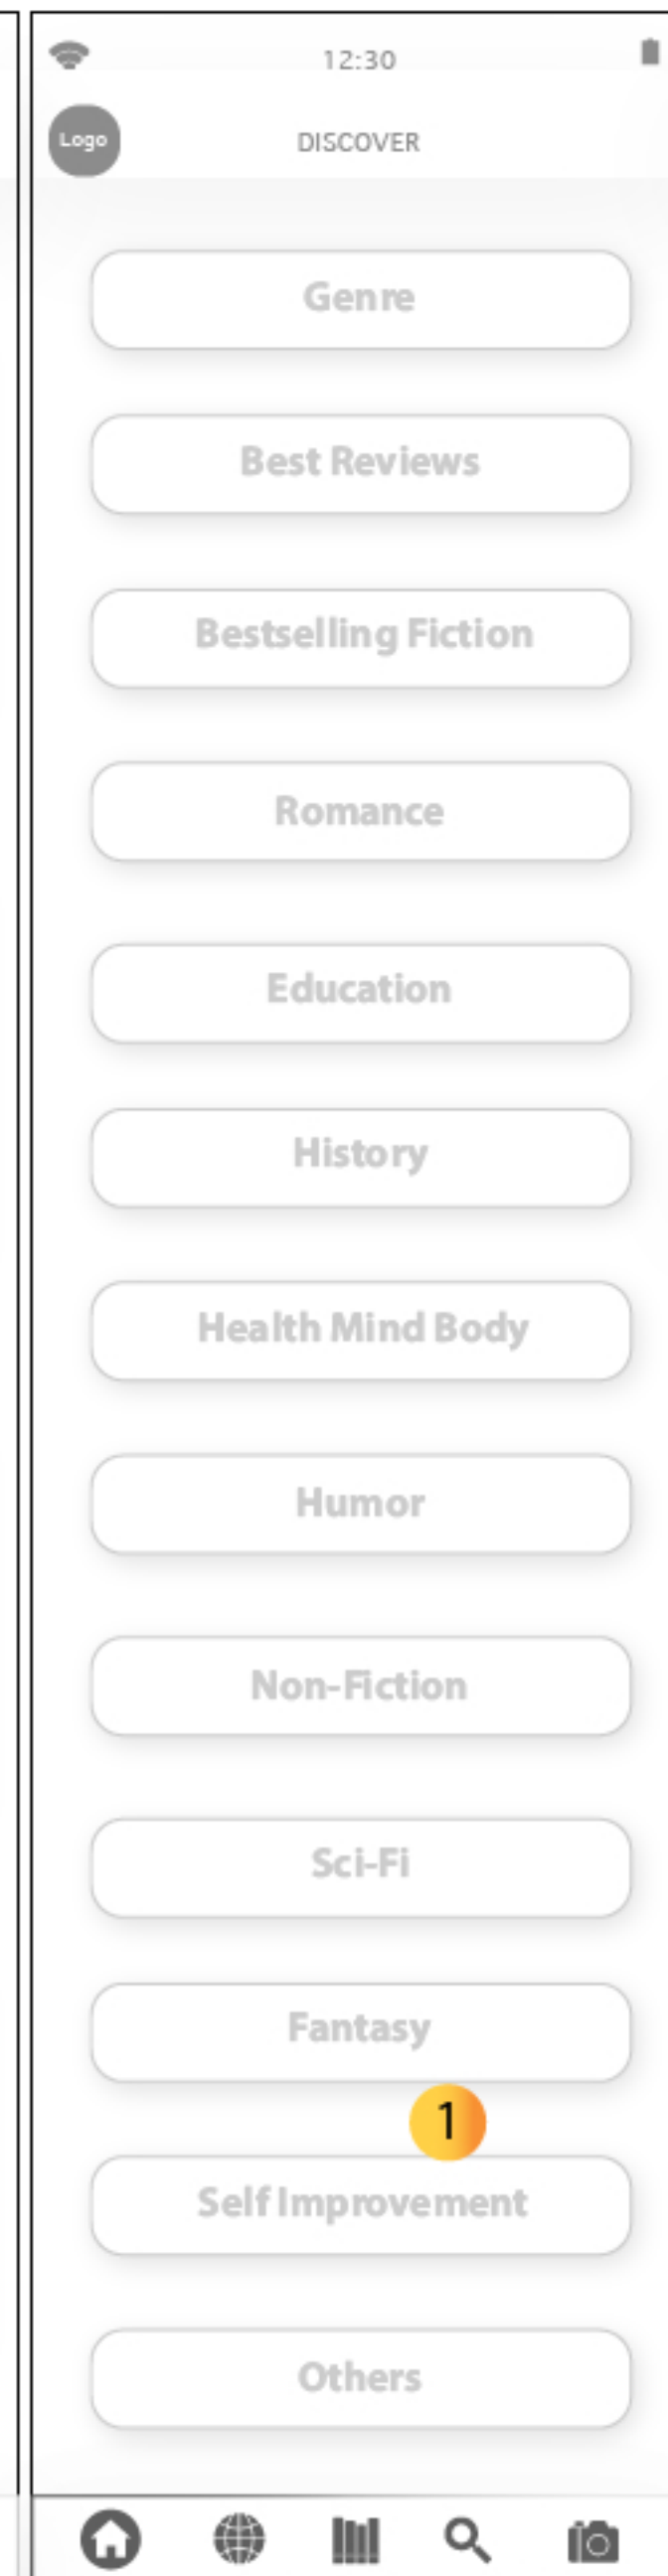 12:30
Logo
DISCOVER
Genre
Best Reviews
Bestselling Fiction
Romance
Education
History
Health Mind Body
Humor
Non-Fiction
Sci-Fi
Fantasy
1
Self Improvement
Others